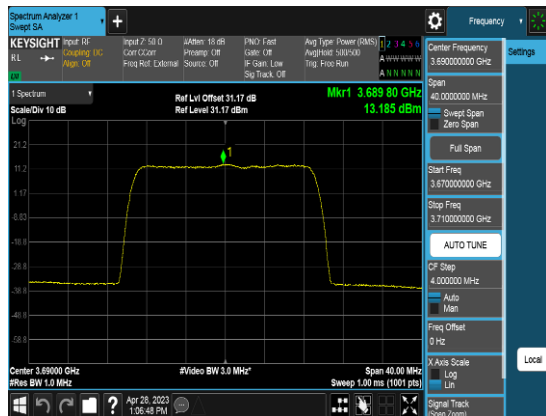 Spectrum Analyzer 1
Swept SA
Frequency
KEYSIGHT
Input: RF
Coupling: DC
Align: Off
Input Z: 50 Ω
Corr CCorr
Freq Ref: External
#Atten: 18 dB
Preamp: Off
Source: Off
PNO: Fast
Gate: Off
IF Gain: Low
Sig Track: Off
Avg Type: Power (RMS)
Avg|Hold: 500/500
Trig: Free Run
1 2 3 4 5 6
A W W W W W
A N N N N N
RL
LV
1 Spectrum
Scale/Div 10 dB
Log
Ref Lvl Offset 31.17 dB
Ref Level 31.17 dBm
Mkr1 3.689 80 GHz
13.185 dBm
1
21.2
11.2
1.17
-8.83
-18.8
-28.8
-38.8
-48.8
-58.8
Center 3.69000 GHz
#Res BW 1.0 MHz
#Video BW 3.0 MHz*
Span 40.00 MHz
Sweep 1.00 ms (1001 pts)
Apr 28, 2023
1:06:48 PM
Center Frequency
3.690000000 GHz
Span
40.0000000 MHz
Swept Span
Zero Span
Full Span
Start Freq
3.670000000 GHz
Stop Freq
3.710000000 GHz
AUTO TUNE
CF Step
4.000000 MHz
Auto
Man
Freq Offset
0 Hz
X Axis Scale
Log
Lin
Signal Track
(Span Zoom)
Settings
Local